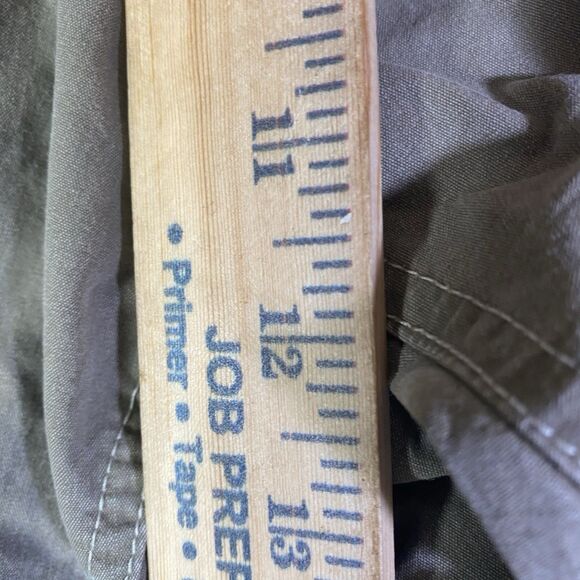 11
12
13
JOB PREP
• Primer • Tape •